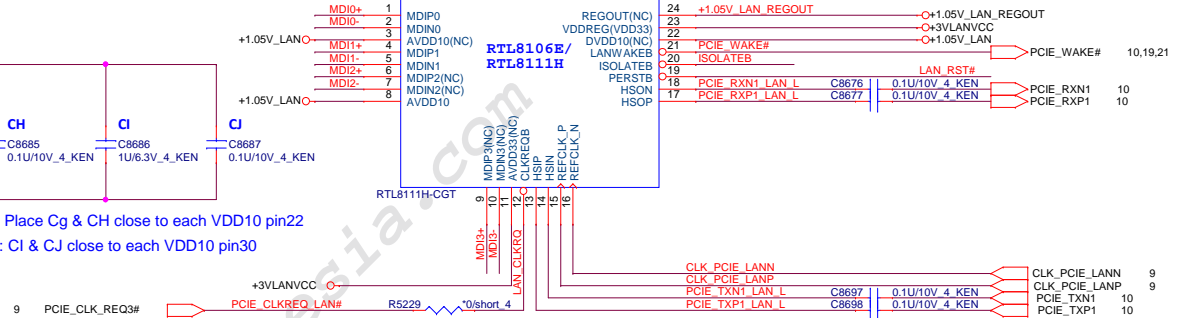 MDI0+ 1 MDIP0
MDI0- 2 MDIN0
+1.05V_LAN 3 AVDD10(NC)
MDI1+ 4 MDIP1
MDI1- 5 MDIN1
MDI2+ 6 MDIP2(NC)
MDI2- 7 MDIN2(NC)
+1.05V_LAN 8 AVDD10
RTL8106E/
RTL8111H
REGOUT(NC) 24 +1.05V_LAN_REGOUT +1.05V_LAN_REGOUT
VDDREG(VDD33) 23 +3VLANVCC
DVDD10(NC) 22 +1.05V_LAN
LANWAKEB 21 PCIE_WAKE# PCIE_WAKE# 10,19,21
ISOLATEB 20 ISOLATEB
PERSTB 19 LAN_RST#
HSON 18 PCIE_RXN1_LAN_L C8676 0.1U/10V_4_KEN PCIE_RXN1 10
HSOP 17 PCIE_RXP1_LAN_L C8677 0.1U/10V_4_KEN PCIE_RXP1 10
CH
C8685
0.1U/10V_4_KEN
CI
C8686
1U/6.3V_4_KEN
CJ
C8687
0.1U/10V_4_KEN
MDIP3(NC)
MDIN3(NC)
AVDD33(NC)
CLKREQB
HSIP
HSIN
REFCLK_P
REFCLK_N
RTL8111H-CGT
9
10
11
12
13
14
15
16
Place Cg & CH close to each VDD10 pin22
: CI & CJ close to each VDD10 pin30
MDI3+
MDI3-
LAN_CLKRQ
+3VLANVCC
9 PCIE_CLK_REQ3# PCIE_CLKREQ_LAN# R5229 *0/short_4
CLK_PCIE_LANN CLK_PCIE_LANN 9
CLK_PCIE_LANP CLK_PCIE_LANP 9
PCIE_TXN1_LAN_L C8697 0.1U/10V_4_KEN PCIE_TXN1 10
PCIE_TXP1_LAN_L C8698 0.1U/10V_4_KEN PCIE_TXP1 10
sia.com